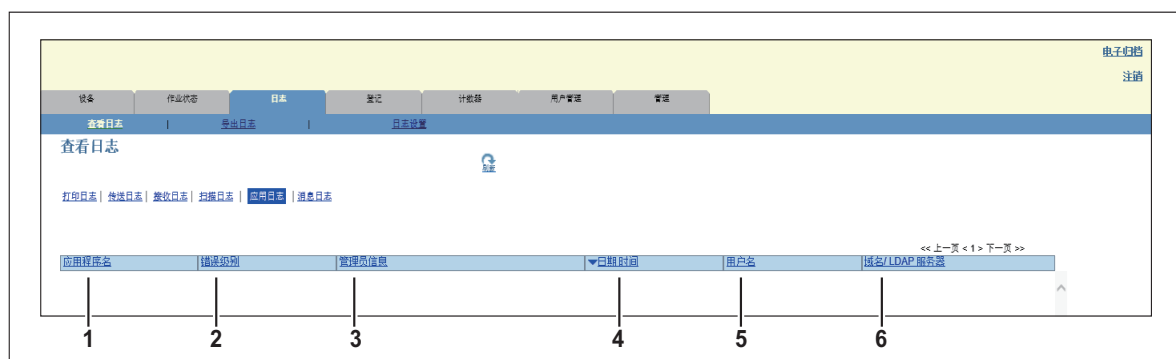 电子归档
注销
设备 作业状态 日志 登记 计数器 用户管理 管理
查看日志 | 导出日志 | 日志设置
查看日志
刷新
打印日志 | 传送日志 | 接收日志 | 扫描日志 | 应用日志 | 消息日志
<< 上一页 < 1 > 下一页 >>
应用程序名 错误级别 管理员信息 ▼日期时间 用户名 域名/ LDAP 服务器
1 2 3 4 5 6